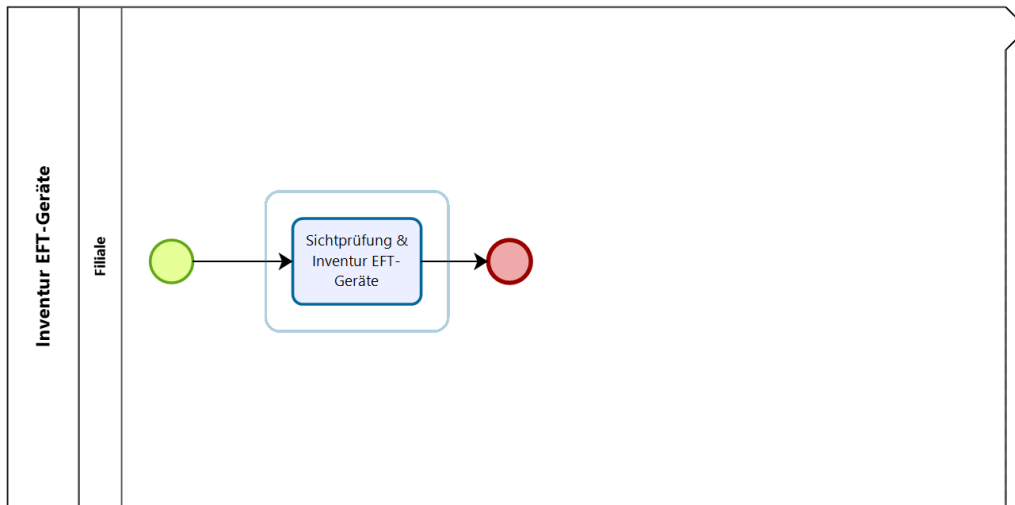 Inventur EFT-Geräte
Filiale
Sichtprüfung &
Inventur EFT-
Geräte